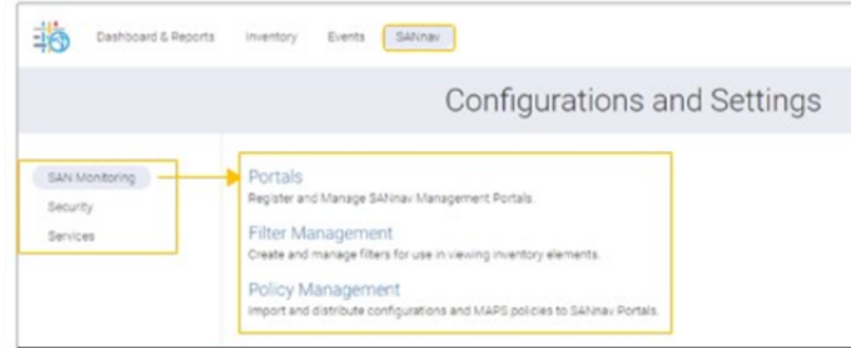 Dashboard & Reports Inventory Events SANnav
Configurations and Settings
SAN Monitoring
Security
Services
Portals
Register and Manage SANnav Management Portals.
Filter Management
Create and manage filters for use in viewing inventory elements.
Policy Management
Import and distribute configurations and MAPS policies to SANnav Portals.